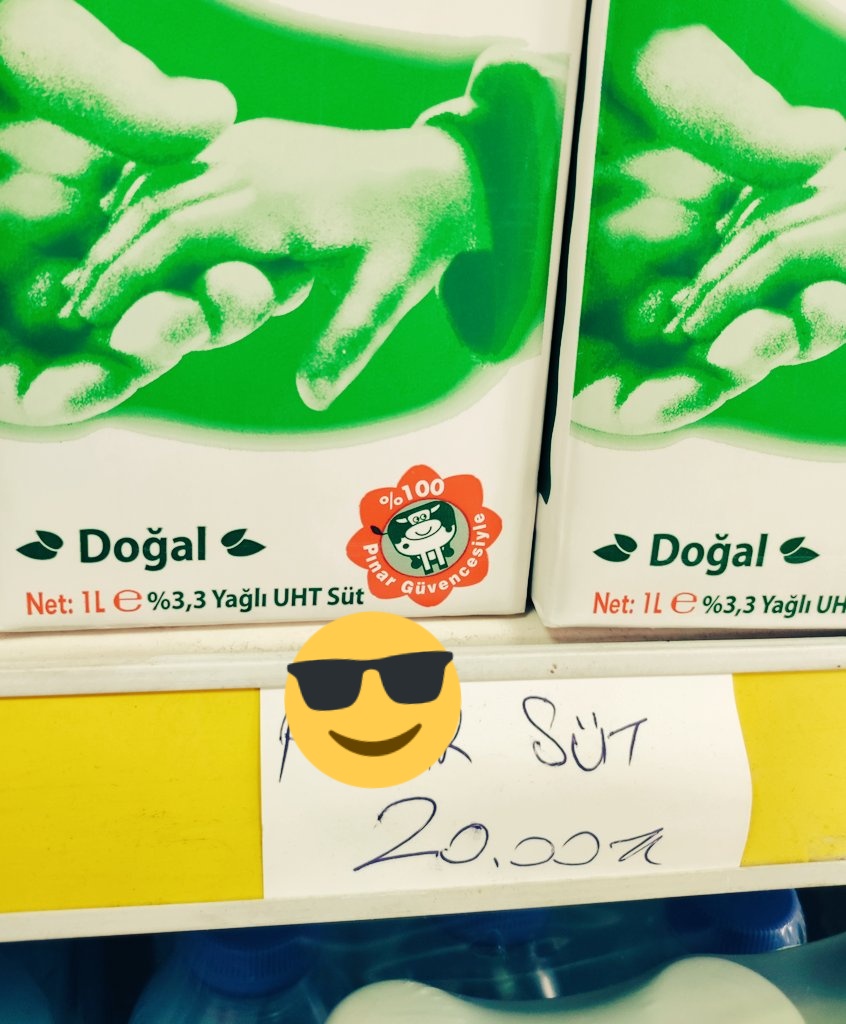 %100
Pınar Güvencesiyle
Doğal
Net: 1L ℮ %3,3 Yağlı UHT Süt
Doğal
Net: 1L ℮ %3,3 Yağlı UH
SÜT
20.00 TL